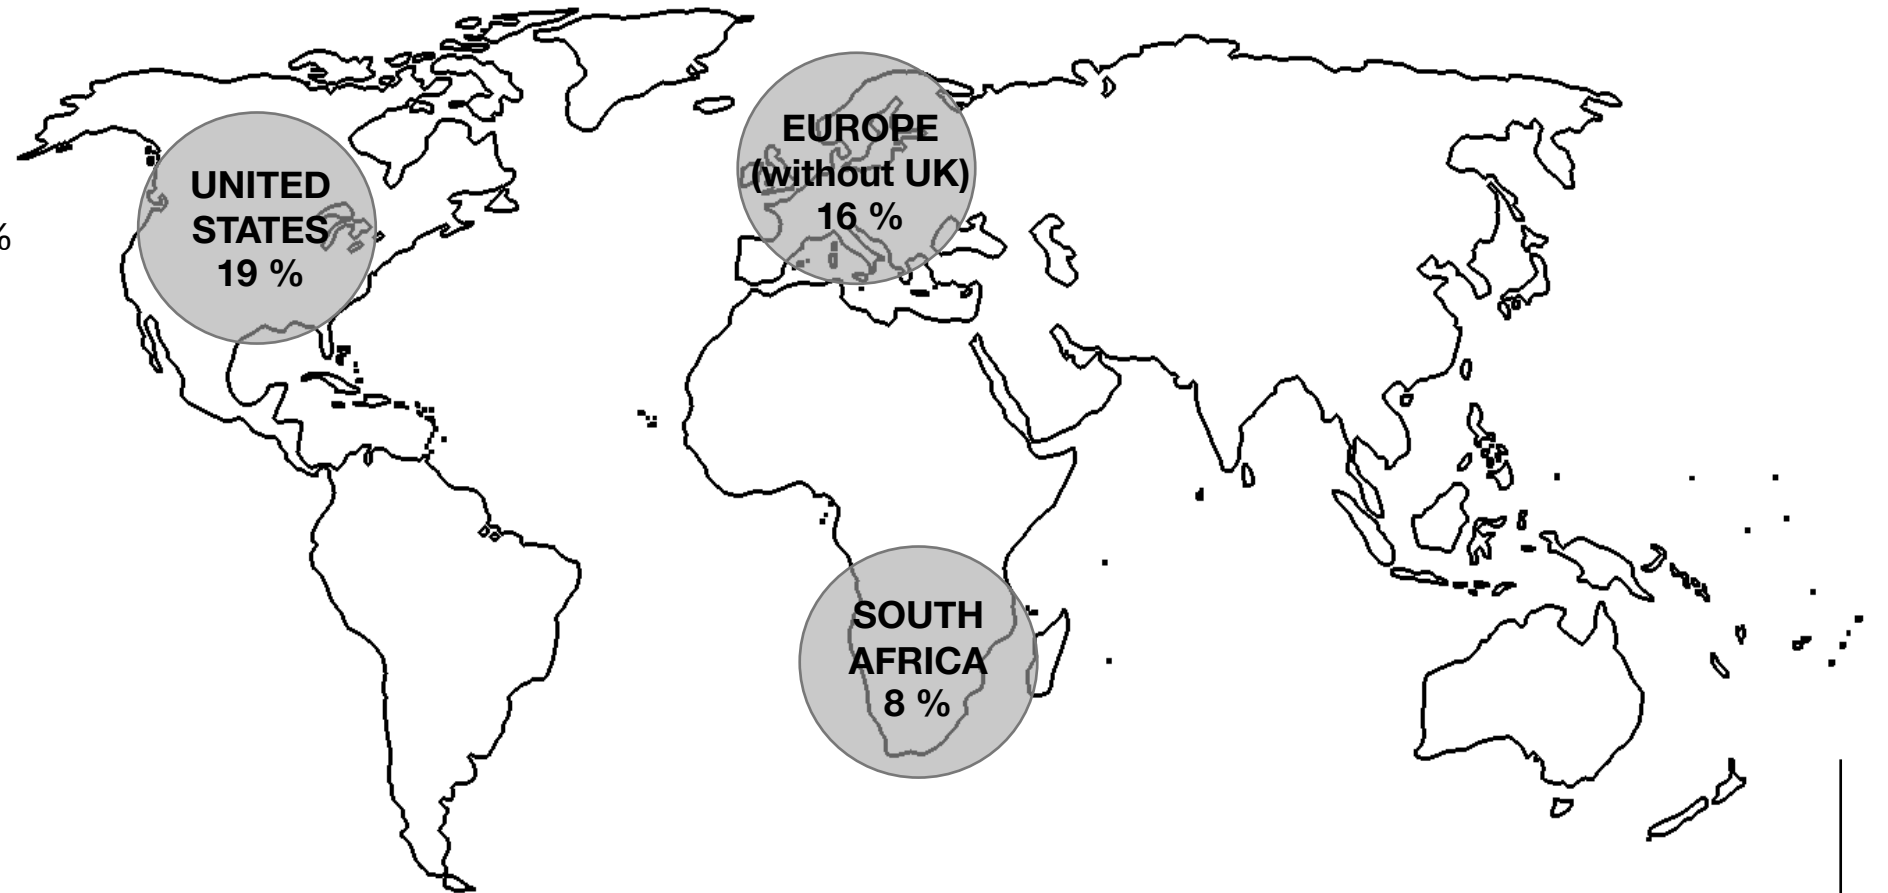 EUROPE
(without UK)
16 %
UNITED
STATES
19 %
%
SOUTH
AFRICA
8 %